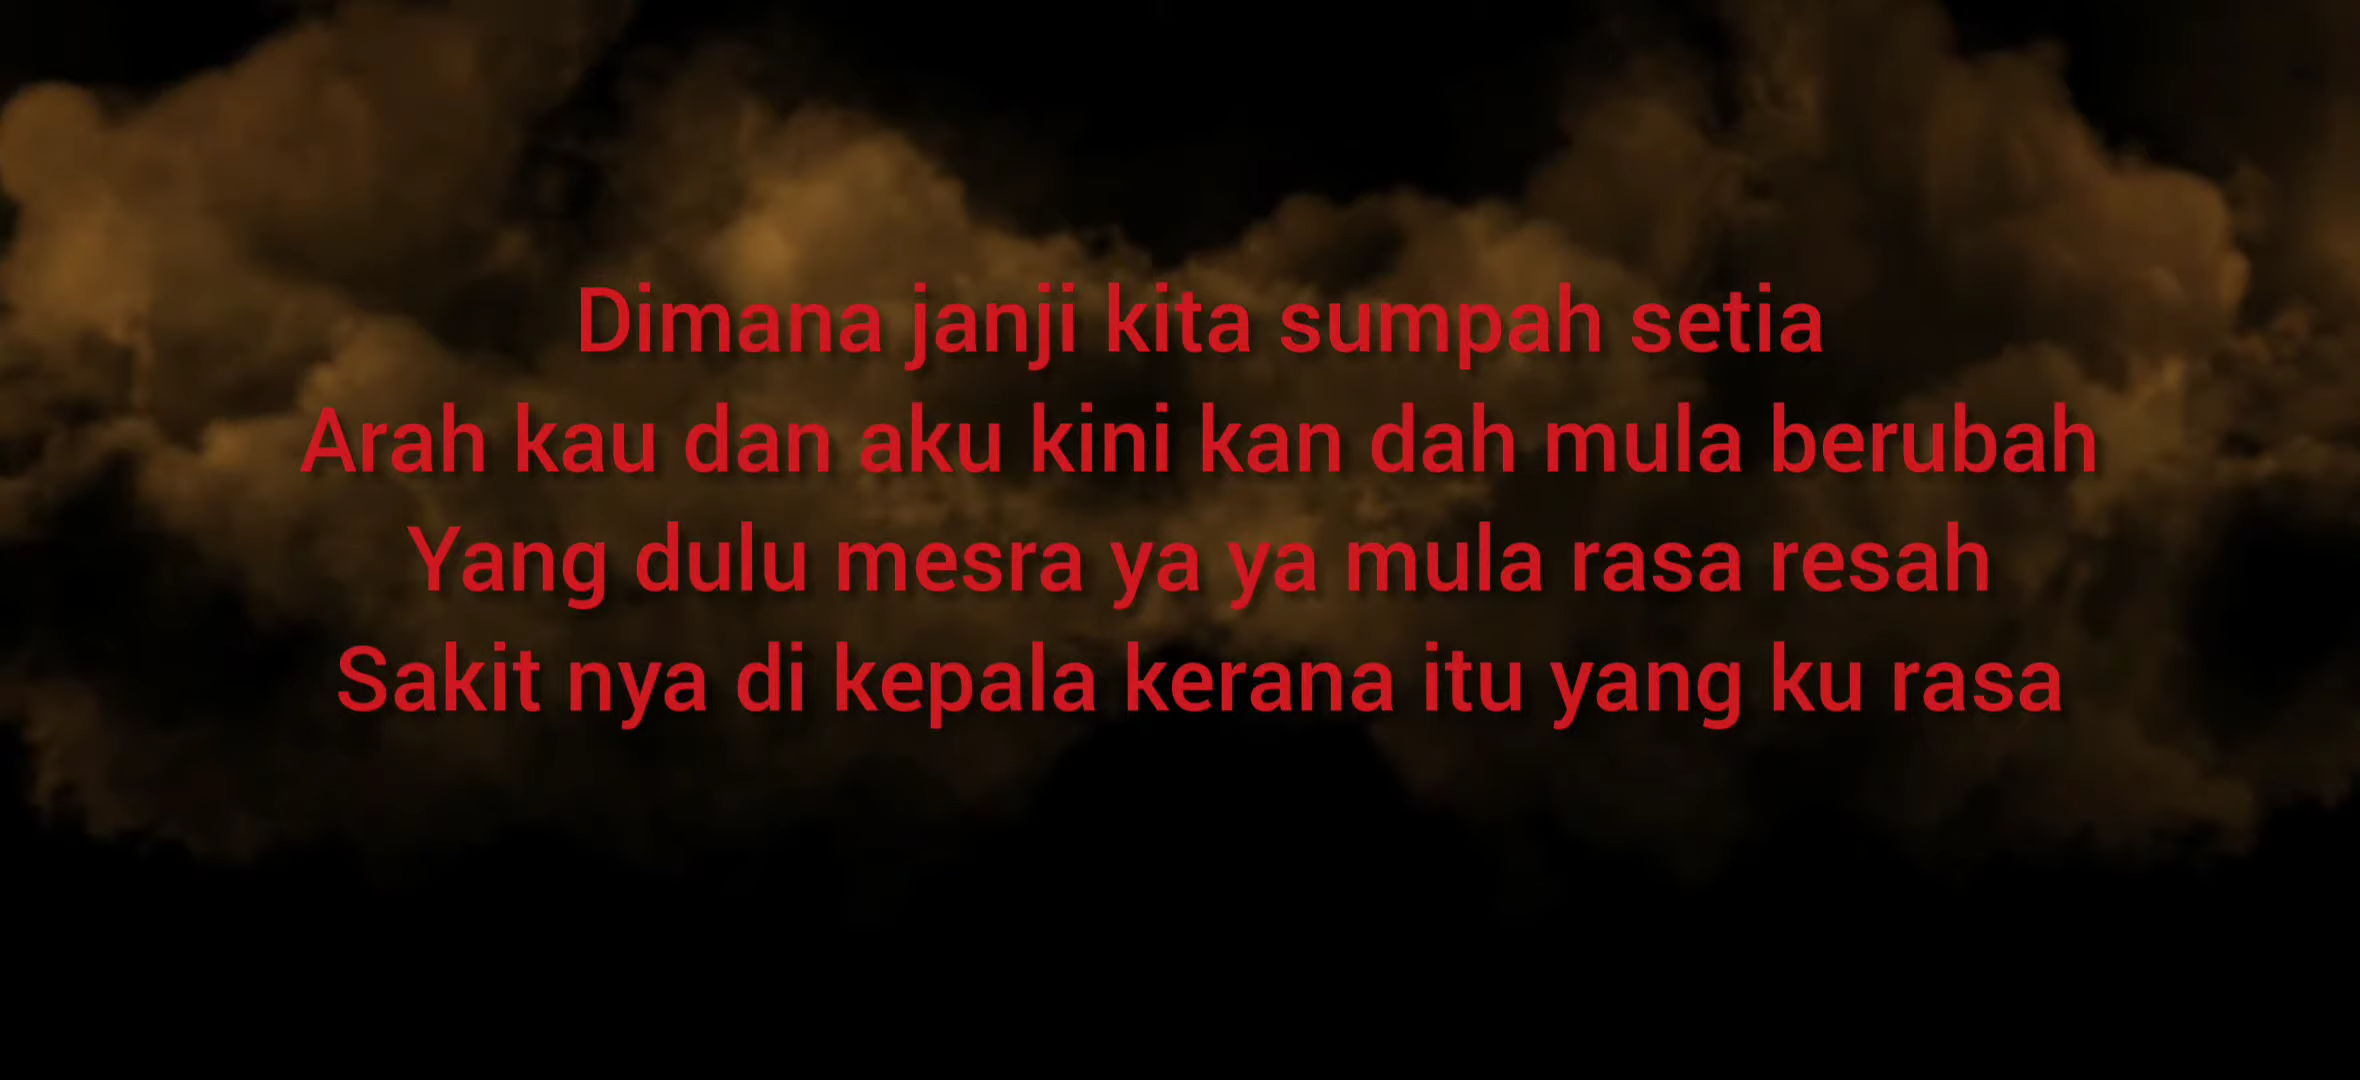 Dimana janji kita sumpah setia
Arah kau dan aku kini kan dah mula berubah
Yang dulu mesra ya ya mula rasa resah
Sakit nya di kepala kerana itu yang ku rasa